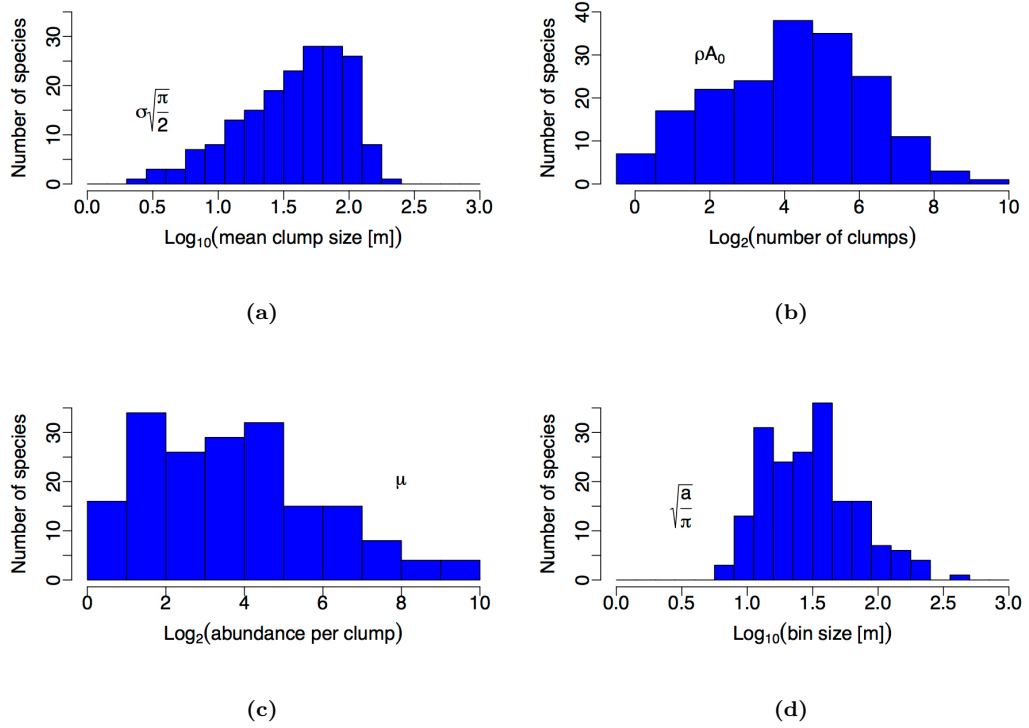 Number of species
0 10 20 30
σ√(π/2)
0.0 0.5 1.0 1.5 2.0 2.5 3.0
Log₁₀(mean clump size [m])
(a)
Number of species
0 10 20 30 40
ρA₀
0 2 4 6 8 10
Log₂(number of clumps)
(b)
Number of species
0 10 20 30
μ
0 2 4 6 8 10
Log₂(abundance per clump)
(c)
Number of species
0 10 20 30
√(a/π)
0.0 0.5 1.0 1.5 2.0 2.5 3.0
Log₁₀(bin size [m])
(d)